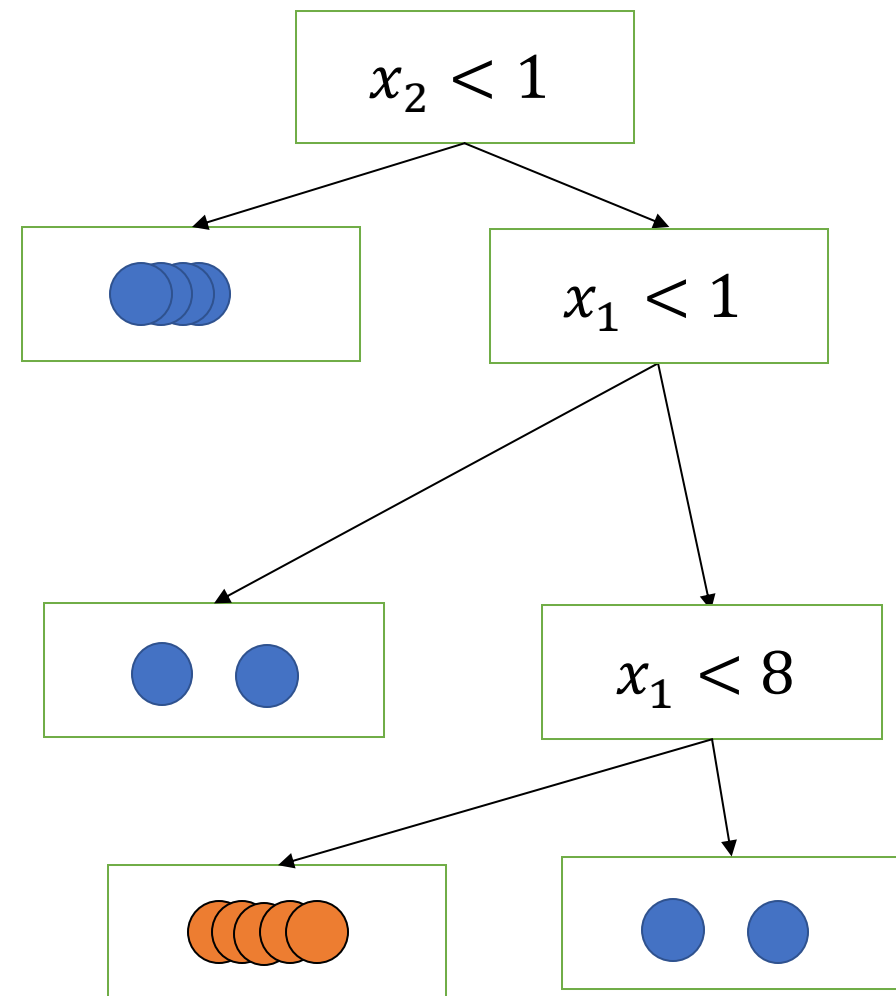 x₂ < 1
x₁ < 1
x₁ < 8